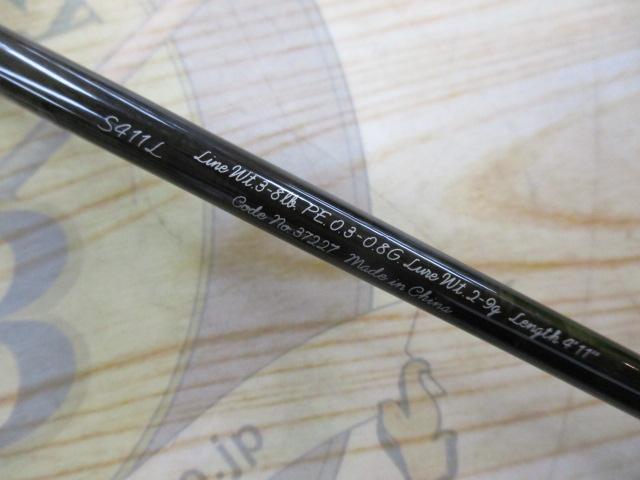 S411L Line Wt.3-8lb. PE.0.3-0.8G. Lure Wt.2-9g Length 4'11"
Code No.37227 Made in China
.jp